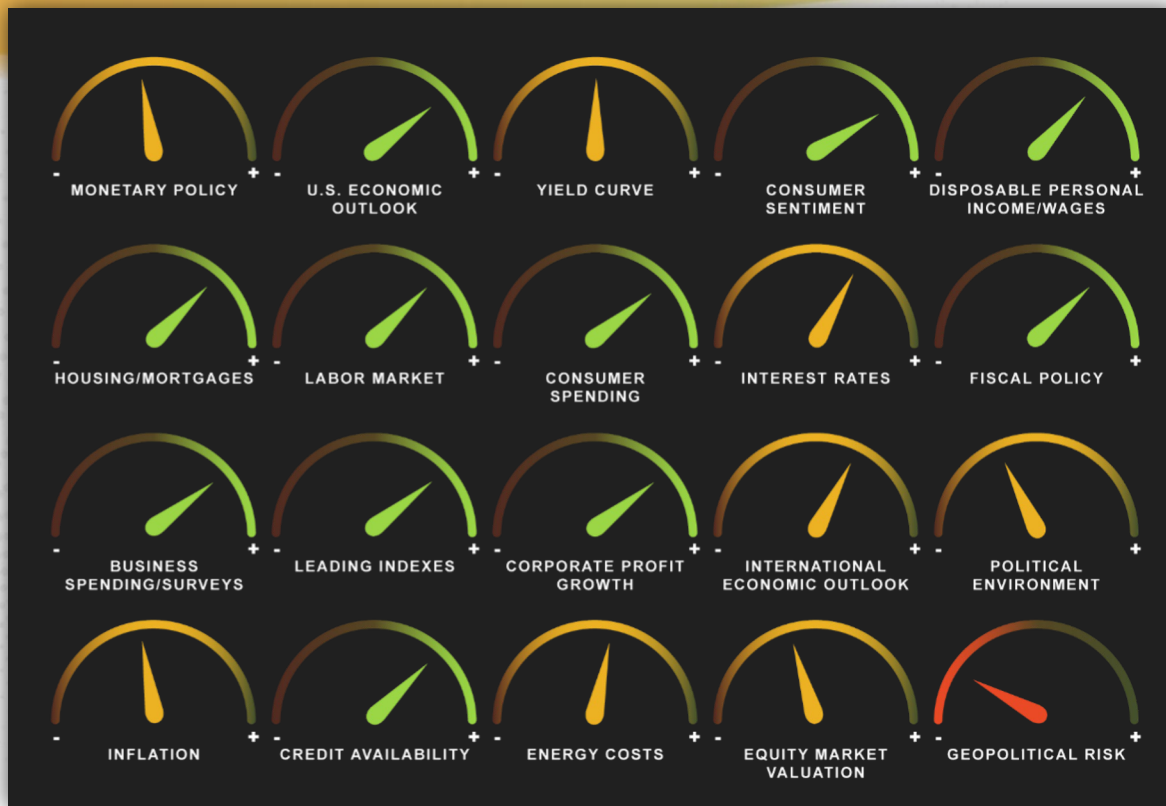 - +
MONETARY POLICY
- +
U.S. ECONOMIC
OUTLOOK
- +
YIELD CURVE
- +
CONSUMER
SENTIMENT
- +
DISPOSABLE PERSONAL
INCOME/WAGES
- +
HOUSING/MORTGAGES
- +
LABOR MARKET
- +
CONSUMER
SPENDING
- +
INTEREST RATES
- +
FISCAL POLICY
- +
BUSINESS
SPENDING/SURVEYS
- +
LEADING INDEXES
- +
CORPORATE PROFIT
GROWTH
- +
INTERNATIONAL
ECONOMIC OUTLOOK
- +
POLITICAL
ENVIRONMENT
- +
INFLATION
- +
CREDIT AVAILABILITY
- +
ENERGY COSTS
- +
EQUITY MARKET
VALUATION
- +
GEOPOLITICAL RISK